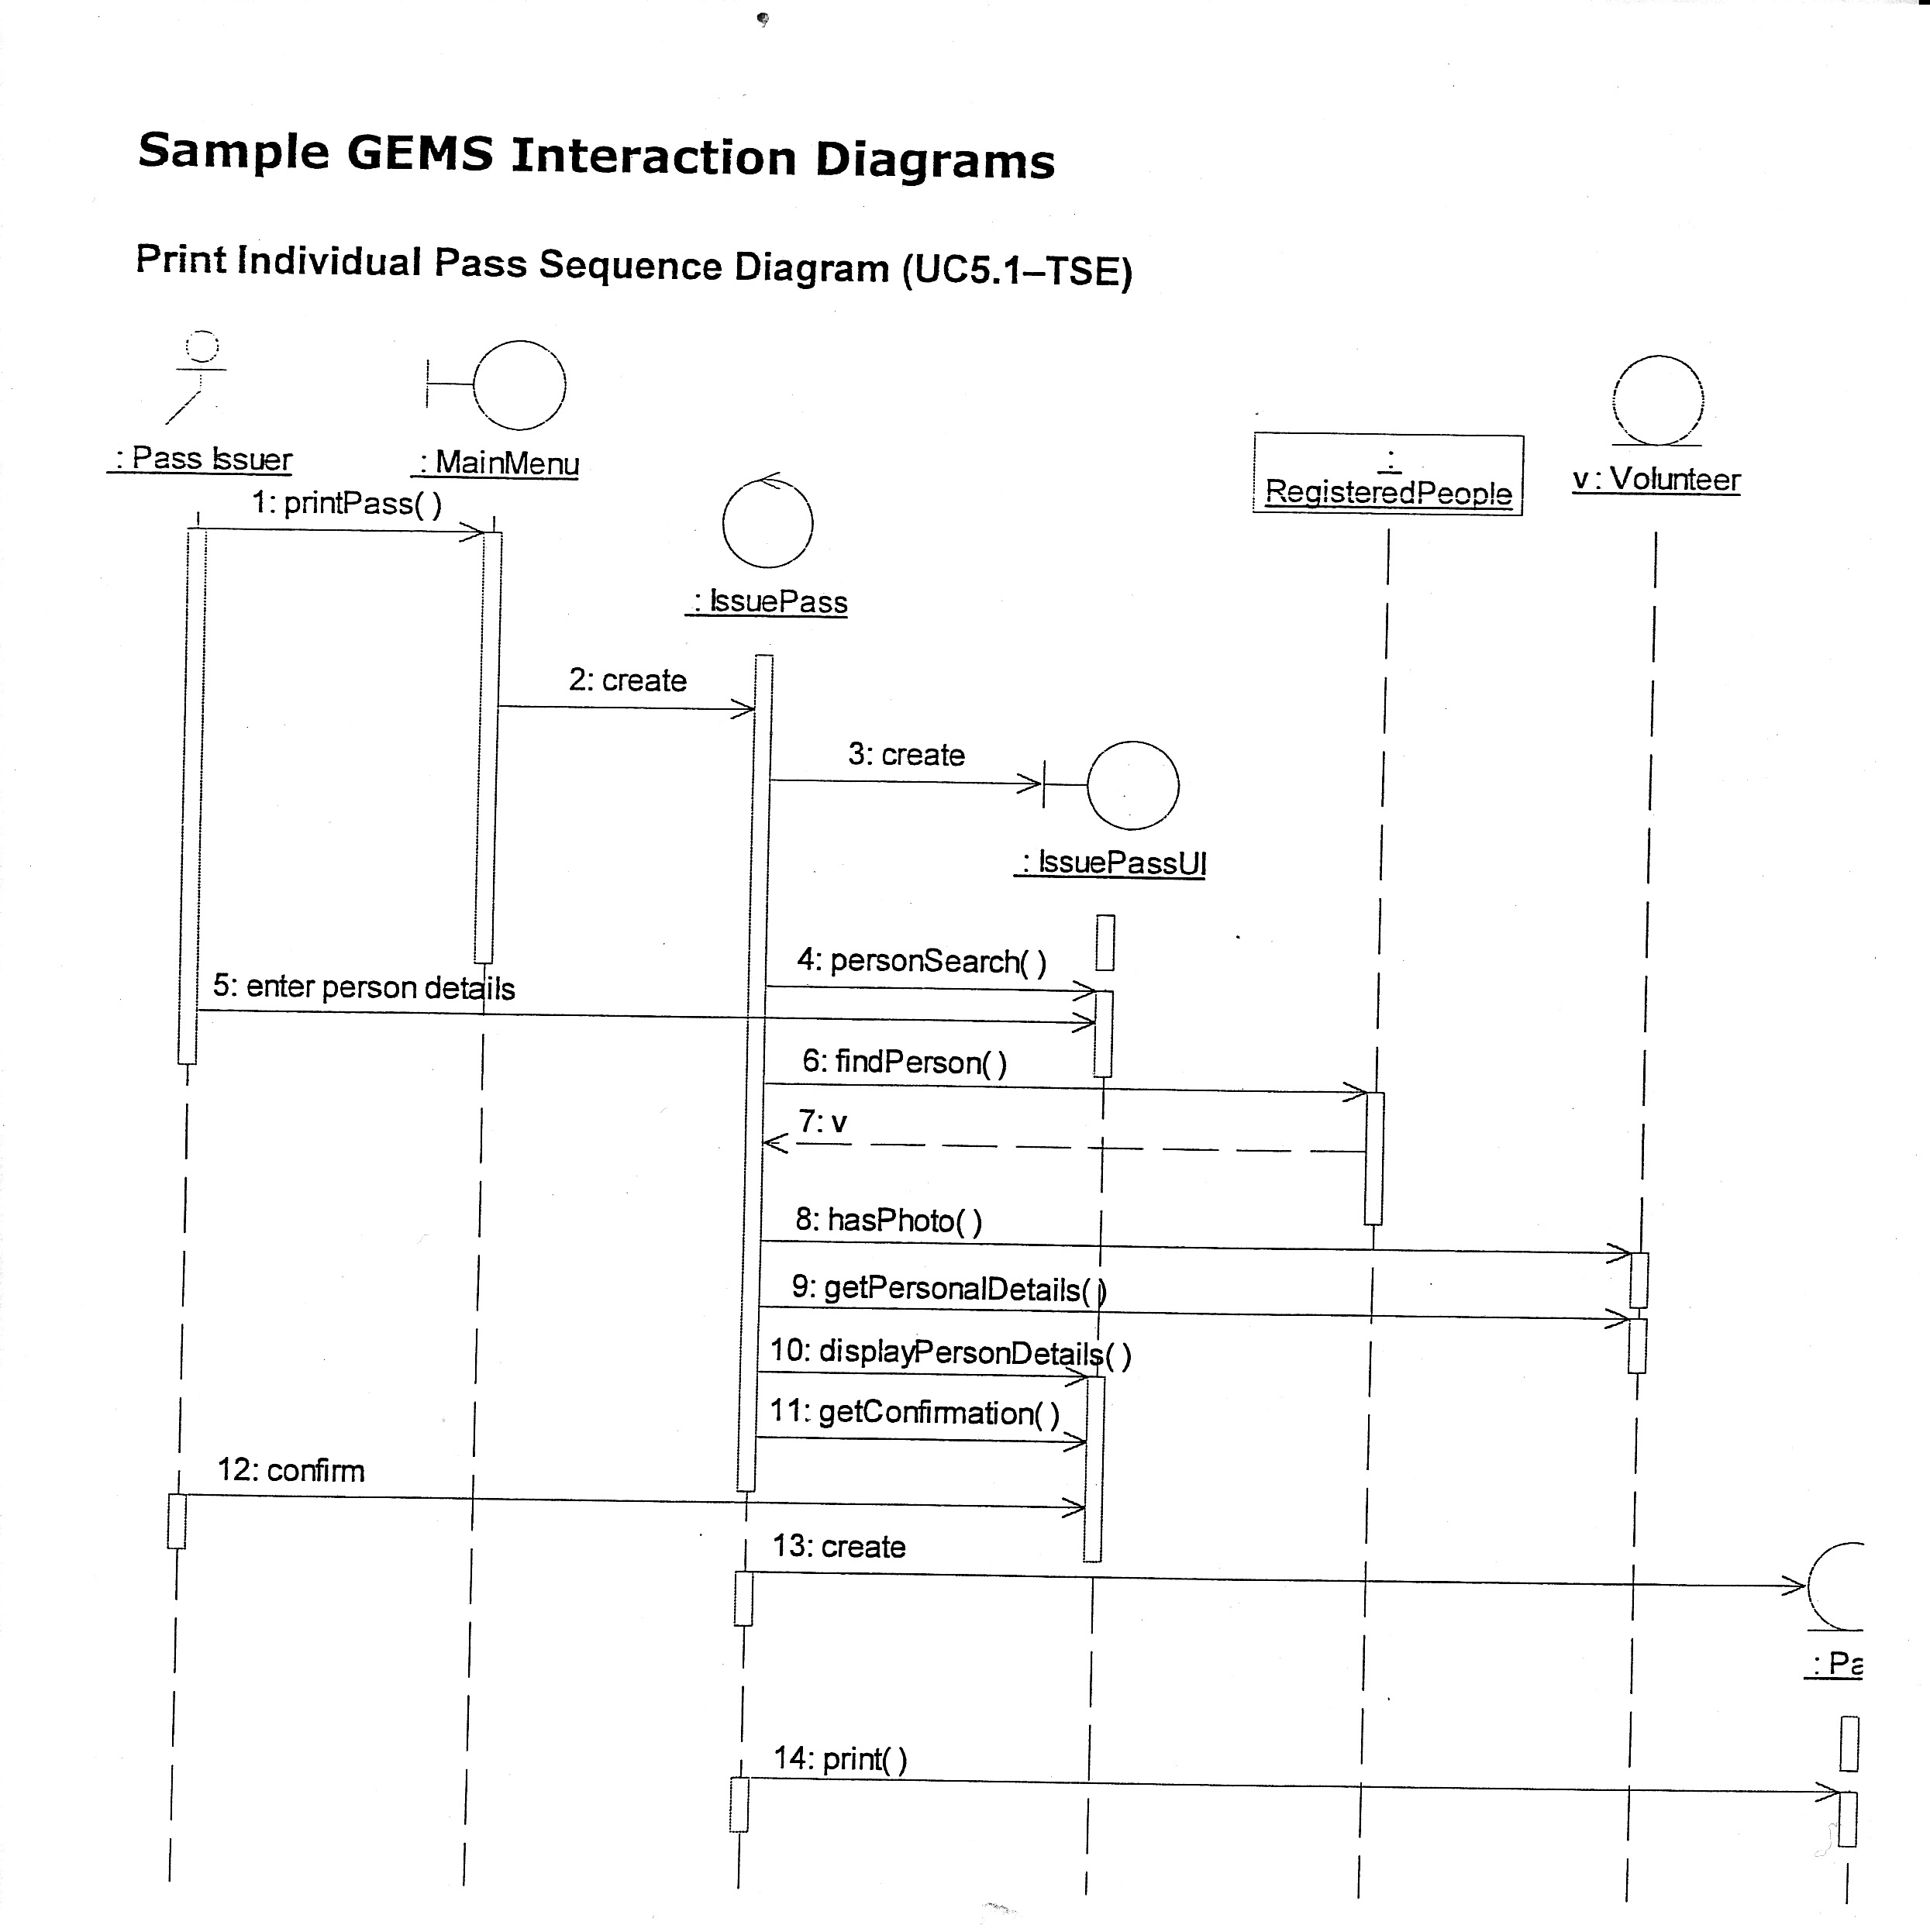 Sample GEMS Interaction Diagrams
Print Individual Pass Sequence Diagram (UC5.1–TSE)
: Pass Issuer
: MainMenu
:
RegisteredPeople
v : Volunteer
1: printPass( )
: IssuePass
2: create
3: create
: IssuePassUI
4: personSearch( )
5: enter person details
6: findPerson( )
7: v
8: hasPhoto( )
9: getPersonalDetails( )
10: displayPersonDetails( )
11: getConfirmation( )
12: confirm
13: create
: Pa
14: print( )